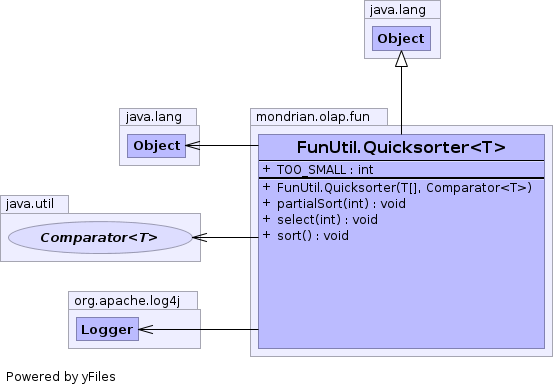 java.lang
Object
java.lang
Object
mondrian.olap.fun
FunUtil.Quicksorter<T>
+ TOO_SMALL : int
+ FunUtil.Quicksorter(T[], Comparator<T>)
+ partialSort(int) : void
+ select(int) : void
+ sort() : void
java.util
Comparator<T>
org.apache.log4j
Logger
Powered by yFiles